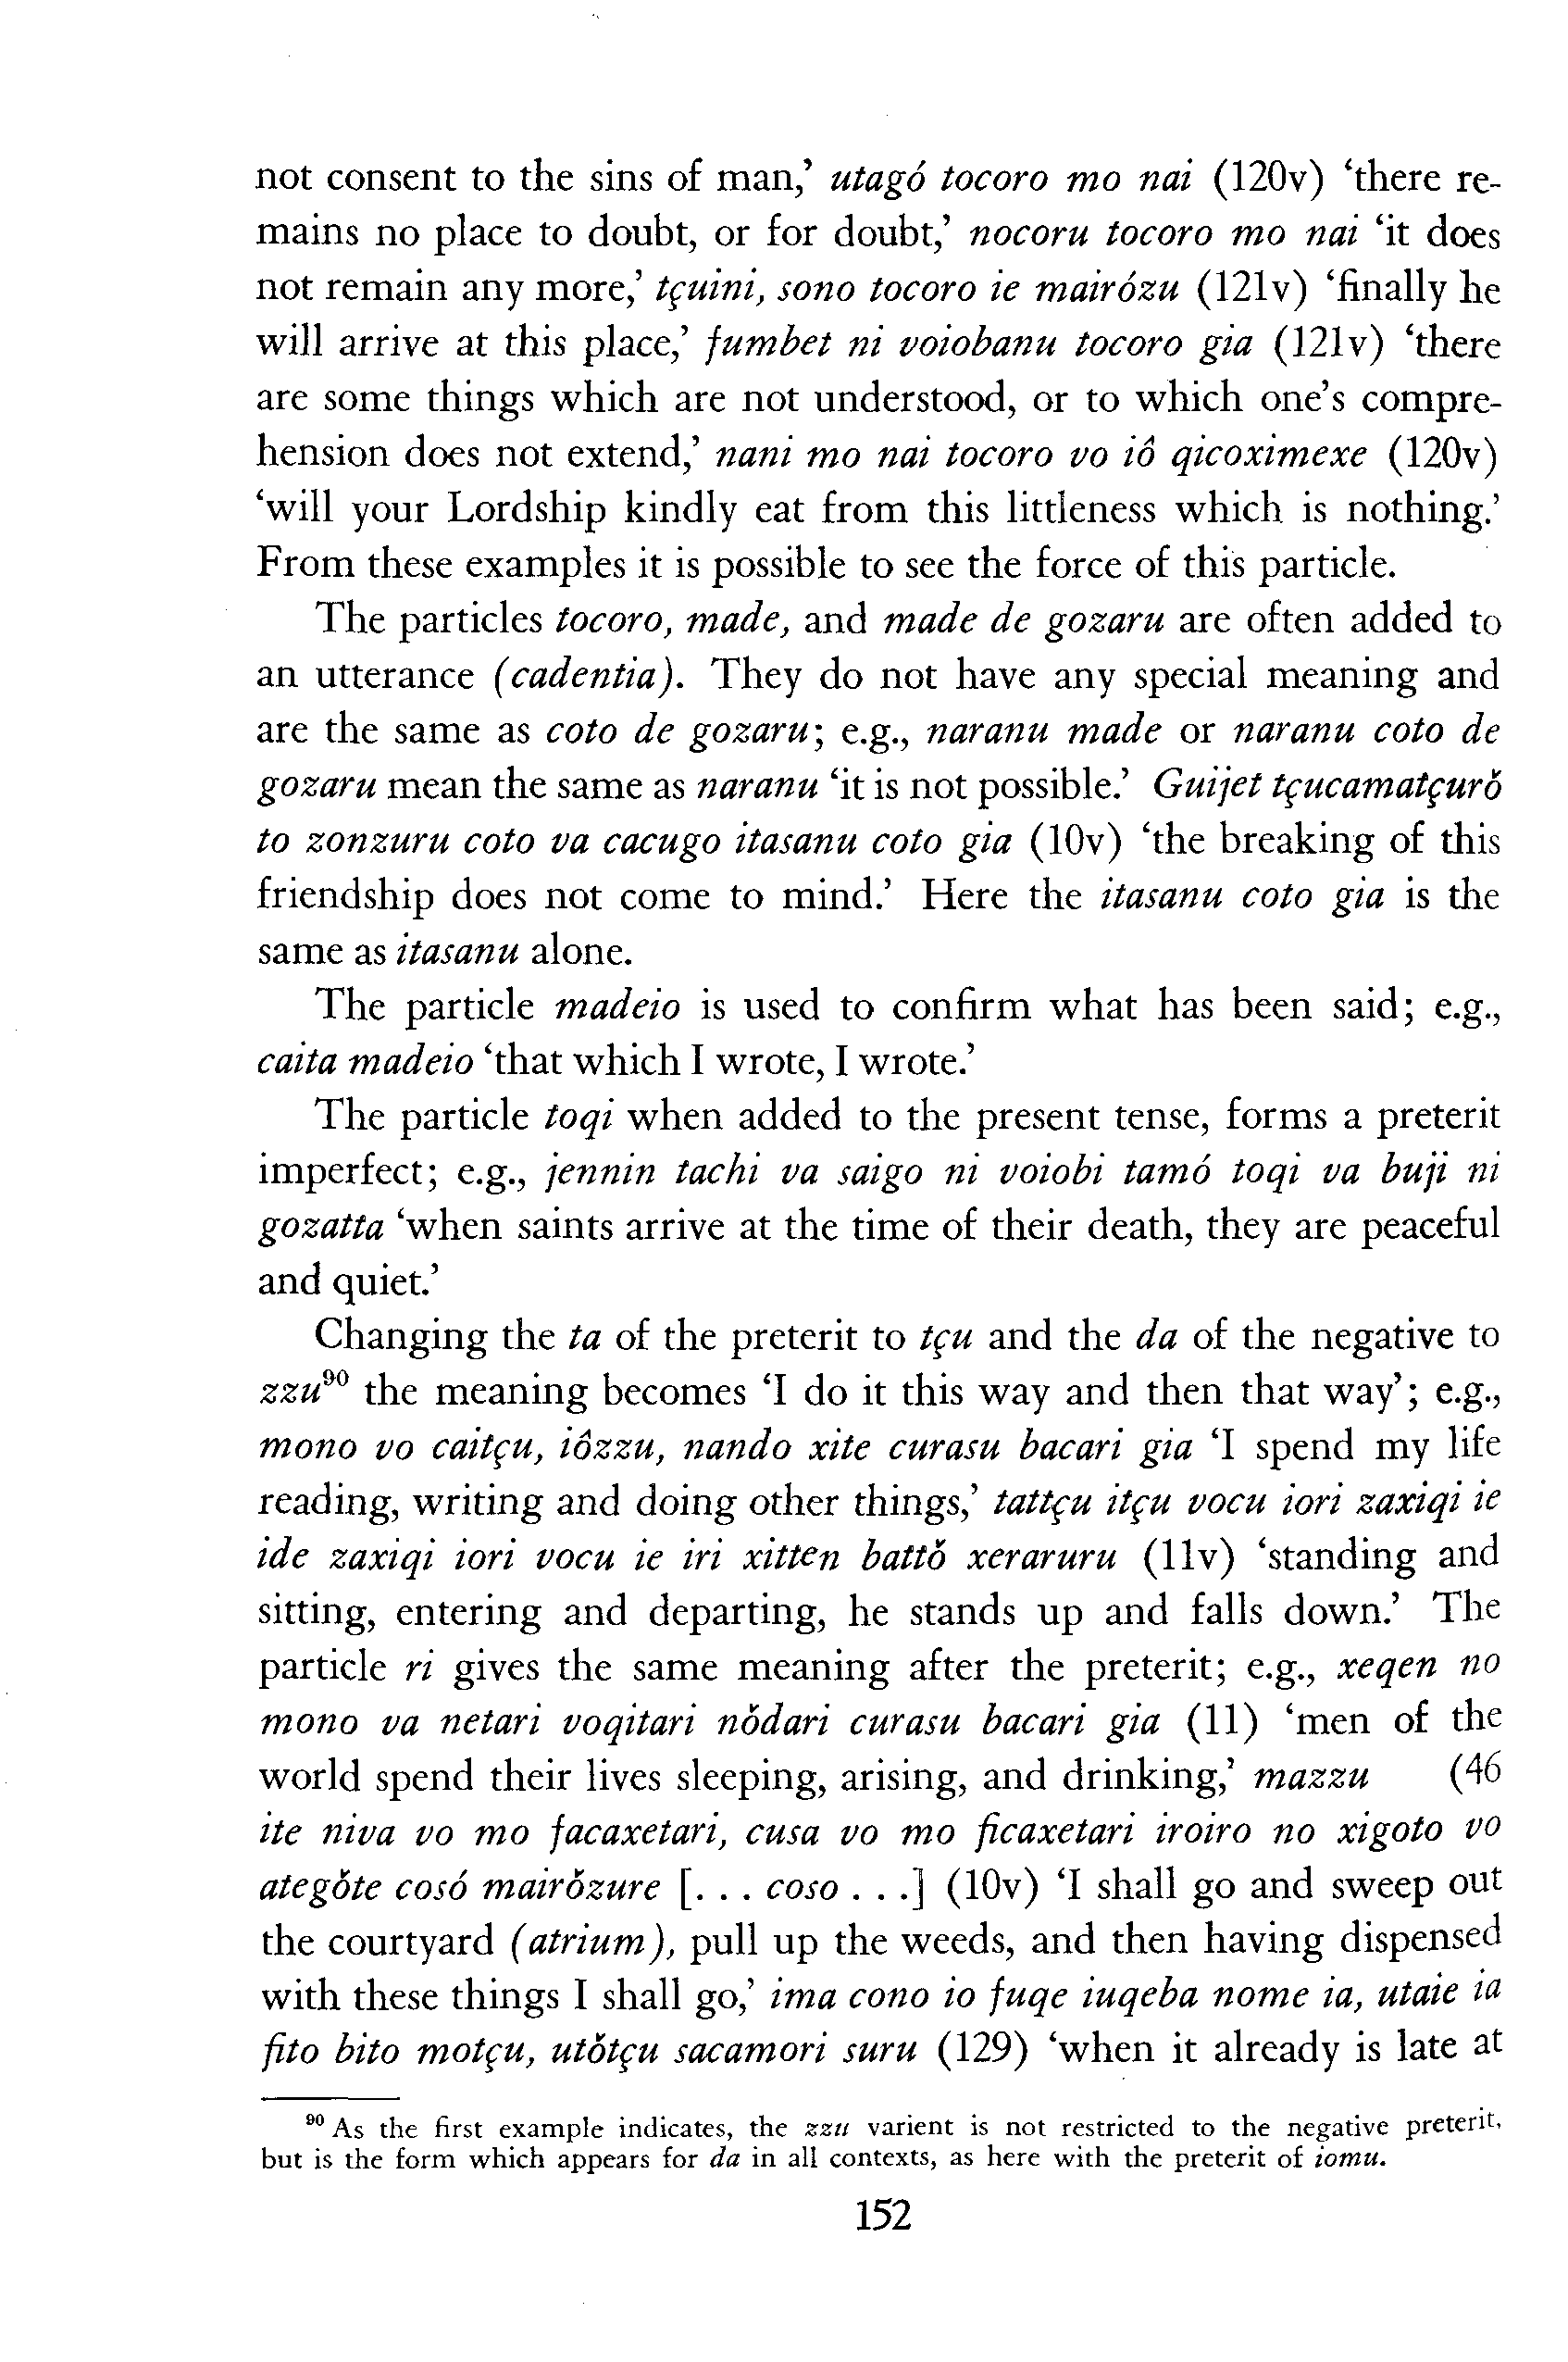 not consent to the sins of man,’ utagó tocoro mo nai (120v) ‘there re-
mains no place to doubt, or for doubt,’ nocoru tocoro mo nai ‘it does
not remain any more,’ tçuini, sono tocoro ie mairózu (121v) ‘finally he
will arrive at this place,’ fumbet ni voiobanu tocoro gia (121v) ‘there
are some things which are not understood, or to which one’s compre-
hension does not extend,’ nani mo nai tocoro vo iô qicoximexe (120v)
‘will your Lordship kindly eat from this littleness which is nothing.’
From these examples it is possible to see the force of this particle.
The particles tocoro, made, and made de gozaru are often added to
an utterance (cadentia). They do not have any special meaning and
are the same as coto de gozaru; e.g., naranu made or naranu coto de
gozaru mean the same as naranu ‘it is not possible.’ Guijet tçucamatçurŏ
to zonzuru coto va cacugo itasanu coto gia (10v) ‘the breaking of this
friendship does not come to mind.’ Here the itasanu coto gia is the
same as itasanu alone.
The particle madeio is used to confirm what has been said; e.g.,
caita madeio ‘that which I wrote, I wrote.’
The particle toqi when added to the present tense, forms a preterit
imperfect; e.g., jennin tachi va saigo ni voiobi tamó toqi va buji ni
gozatta ‘when saints arrive at the time of their death, they are peaceful
and quiet.’
Changing the ta of the preterit to tçu and the da of the negative to
zzu⁹⁰ the meaning becomes ‘I do it this way and then that way’; e.g.,
mono vo caitçu, iôzzu, nando xite curasu bacari gia ‘I spend my life
reading, writing and doing other things,’ tattçu itçu vocu iori zaxiqi ie
ide zaxiqi iori vocu ie iri xitten battŏ xeraruru (11v) ‘standing and
sitting, entering and departing, he stands up and falls down.’ The
particle ri gives the same meaning after the preterit; e.g., xeqen no
mono va netari voqitari nŏdari curasu bacari gia (11) ‘men of the
world spend their lives sleeping, arising, and drinking,’ mazzu (46
ite niva vo mo facaxetari, cusa vo mo ficaxetari iroiro no xigoto vo
ategŏte cosó mairŏzure [. . . coso . . .] (10v) ‘I shall go and sweep out
the courtyard (atrium), pull up the weeds, and then having dispensed
with these things I shall go,’ ima cono io fuqe iuqeba nome ia, utaie ia
fito bito motçu, utŏtçu sacamori suru (129) ‘when it already is late at
⁹⁰ As the first example indicates, the zzu varient is not restricted to the negative preterit,
but is the form which appears for da in all contexts, as here with the preterit of iomu.
152